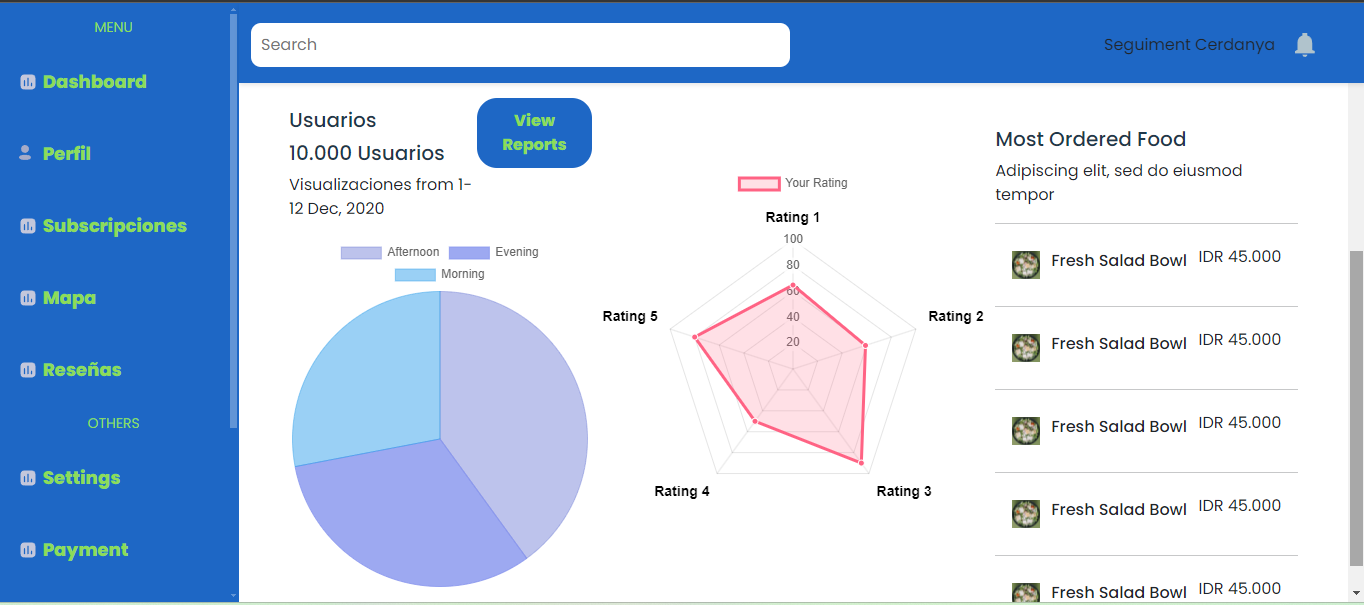 MENU
Dashboard
Perfil
Subscripciones
Mapa
Reseñas
OTHERS
Settings
Payment
Search
Seguiment Cerdanya
Usuarios
10.000 Usuarios
Visualizaciones from 1-
12 Dec, 2020
View
Reports
Afternoon Evening
Morning
Your Rating
Rating 1
100
80
60
40
20
Rating 5
Rating 2
Rating 4
Rating 3
Most Ordered Food
Adipiscing elit, sed do eiusmod
tempor
Fresh Salad Bowl IDR 45.000
Fresh Salad Bowl IDR 45.000
Fresh Salad Bowl IDR 45.000
Fresh Salad Bowl IDR 45.000
Fresh Salad Bowl IDR 45.000